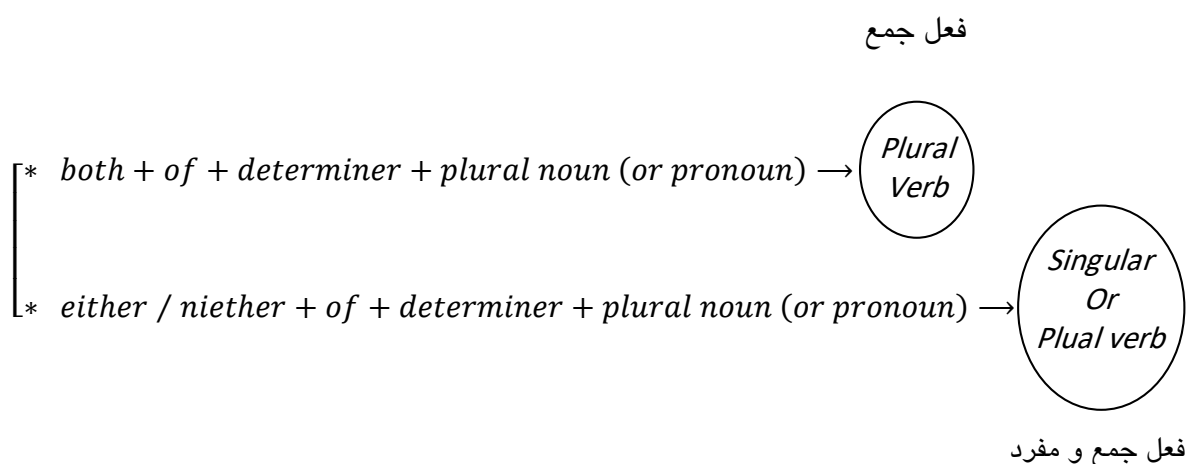 فعل جمع
* both + of + determiner + plural noun (or pronoun) ⟶ Plural
Verb
* either / niether + of + determiner + plural noun (or pronoun) ⟶ Singular
Or
Plual verb
فعل جمع و مفرد